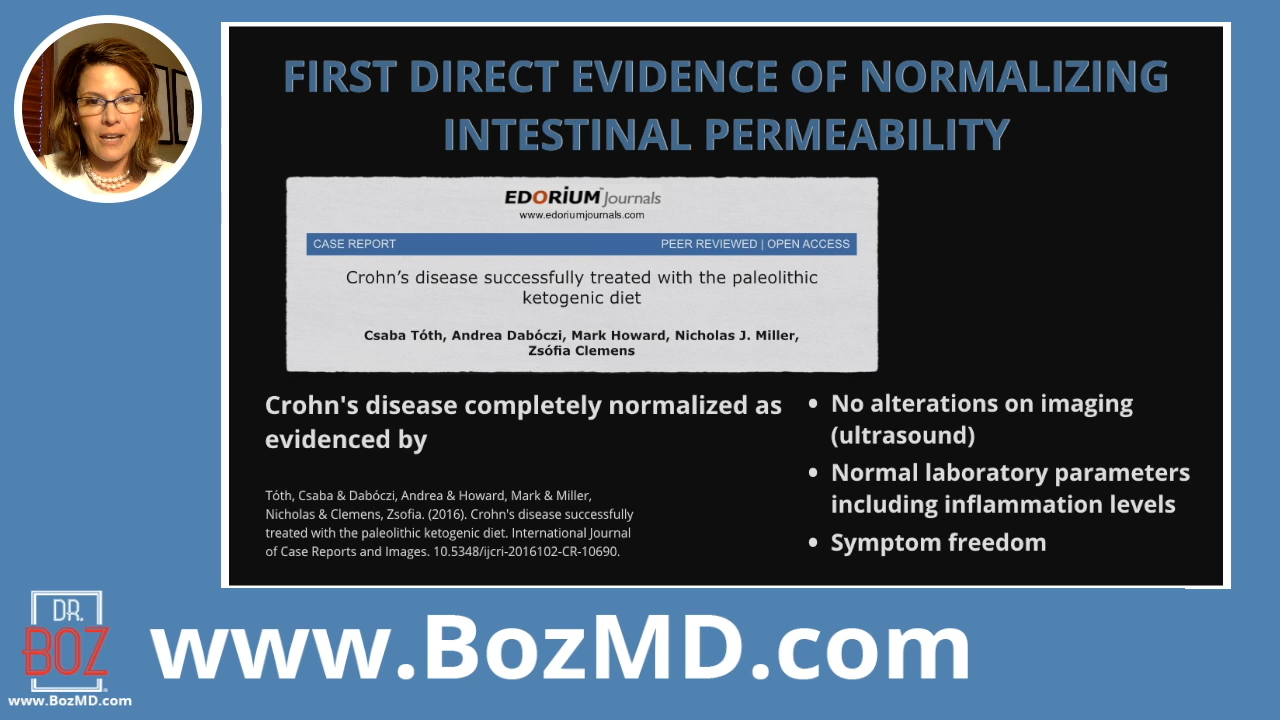 FIRST DIRECT EVIDENCE OF NORMALIZING
INTESTINAL PERMEABILITY
EDORiUM Journals
www.edoriumjournals.com
CASE REPORT PEER REVIEWED | OPEN ACCESS
Crohn’s disease successfully treated with the paleolithic
ketogenic diet
Csaba Tóth, Andrea Dabóczi, Mark Howard, Nicholas J. Miller,
Zsófia Clemens
Crohn's disease completely normalized as
evidenced by
Tóth, Csaba & Dabóczi, Andrea & Howard, Mark & Miller,
Nicholas & Clemens, Zsofia. (2016). Crohn's disease successfully
treated with the paleolithic ketogenic diet. International Journal
of Case Reports and Images. 10.5348/ijcri-2016102-CR-10690.
• No alterations on imaging
(ultrasound)
• Normal laboratory parameters
including inflammation levels
• Symptom freedom
DR.
BOZ
www.BozMD.com
www.BozMD.com